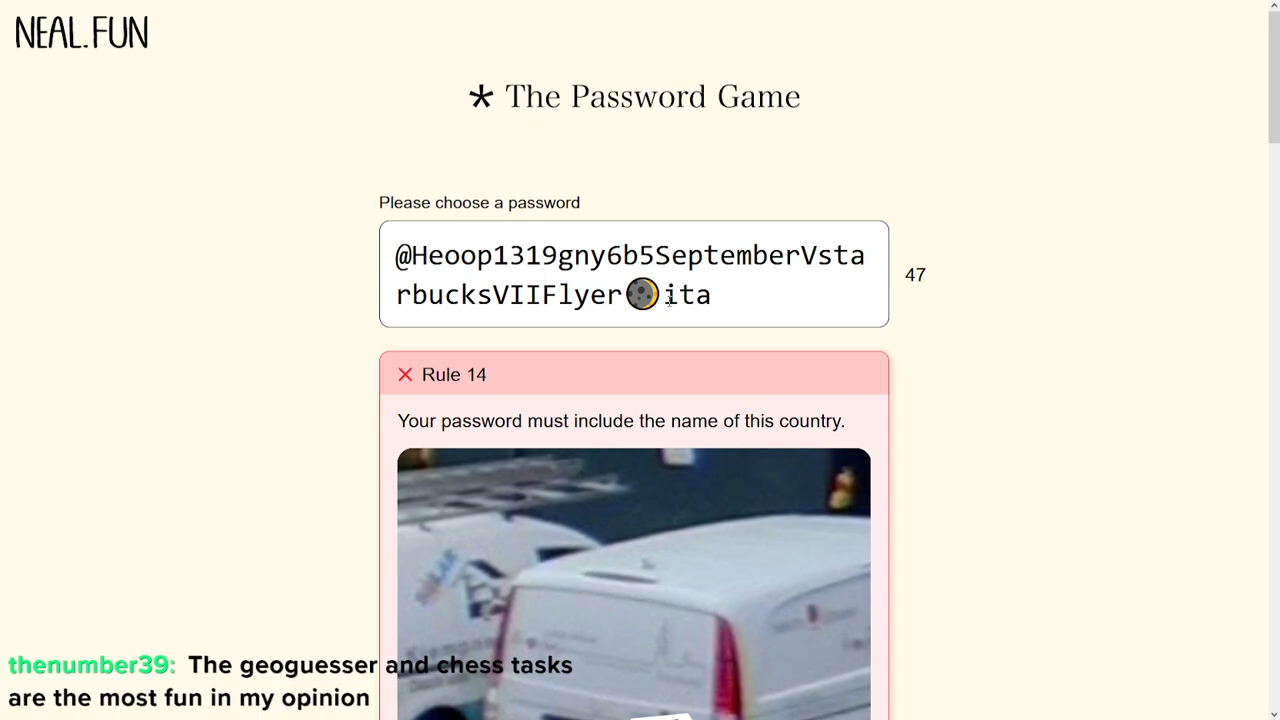 NEAL.FUN
* The Password Game
Please choose a password
@Heoop1319gny6b5SeptemberVsta
rbucksVIIFlyer🌒ita
47
Rule 14
Your password must include the name of this country.
thenumber39: The geoguesser and chess tasks
are the most fun in my opinion